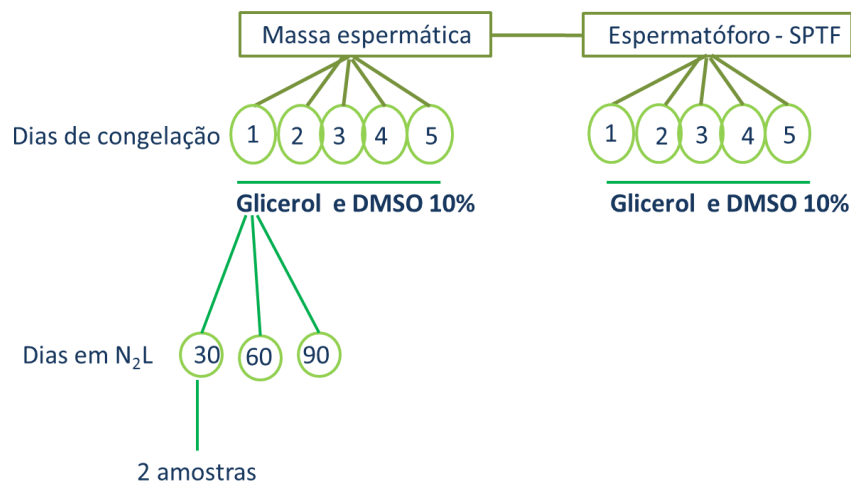 Massa espermática
Espermatóforo - SPTF
Dias de congelação
1 2 3 4 5
1 2 3 4 5
Glicerol e DMSO 10%
Glicerol e DMSO 10%
Dias em N₂L
30 60 90
2 amostras